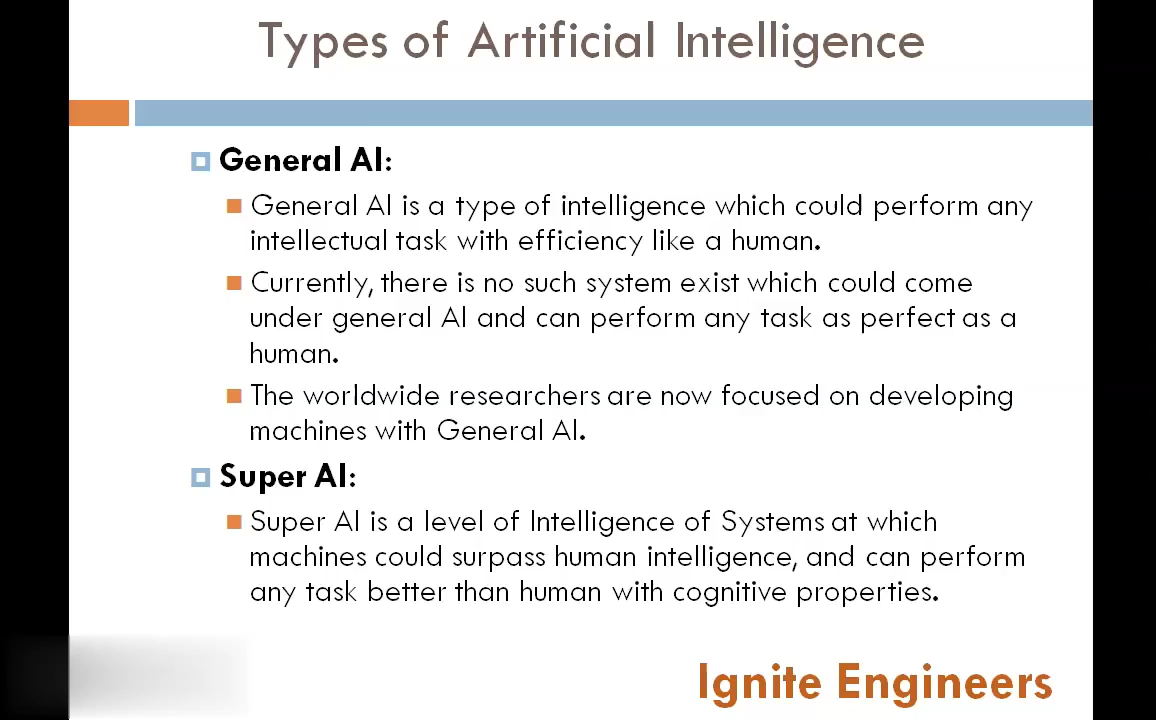 Types of Artificial Intelligence
General AI:
General AI is a type of intelligence which could perform any
intellectual task with efficiency like a human.
Currently, there is no such system exist which could come
under general AI and can perform any task as perfect as a
human.
The worldwide researchers are now focused on developing
machines with General AI.
Super AI:
Super AI is a level of Intelligence of Systems at which
machines could surpass human intelligence, and can perform
any task better than human with cognitive properties.
Ignite Engineers